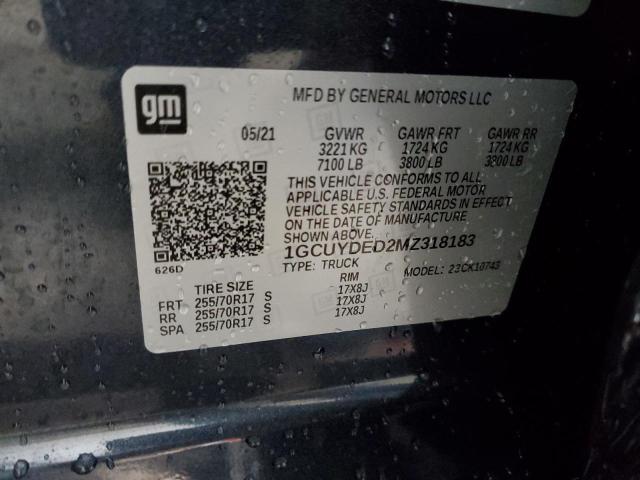 gm
MFD BY GENERAL MOTORS LLC
05/21 GVWR GAWR FRT GAWR RR
3221 KG 1724 KG 1724 KG
7100 LB 3800 LB 3800 LB
THIS VEHICLE CONFORMS TO ALL
APPLICABLE U.S. FEDERAL MOTOR
VEHICLE SAFETY STANDARDS IN EFFECT
ON THE DATE OF MANUFACTURE
1GCUYDED2MZ318183
626D TYPE: TRUCK MODEL: 23CK10743
TIRE SIZE RIM
FRT 255/70R17 S 17X8J
RR 255/70R17 S 17X8J
SPA 255/70R17 S 17X8J